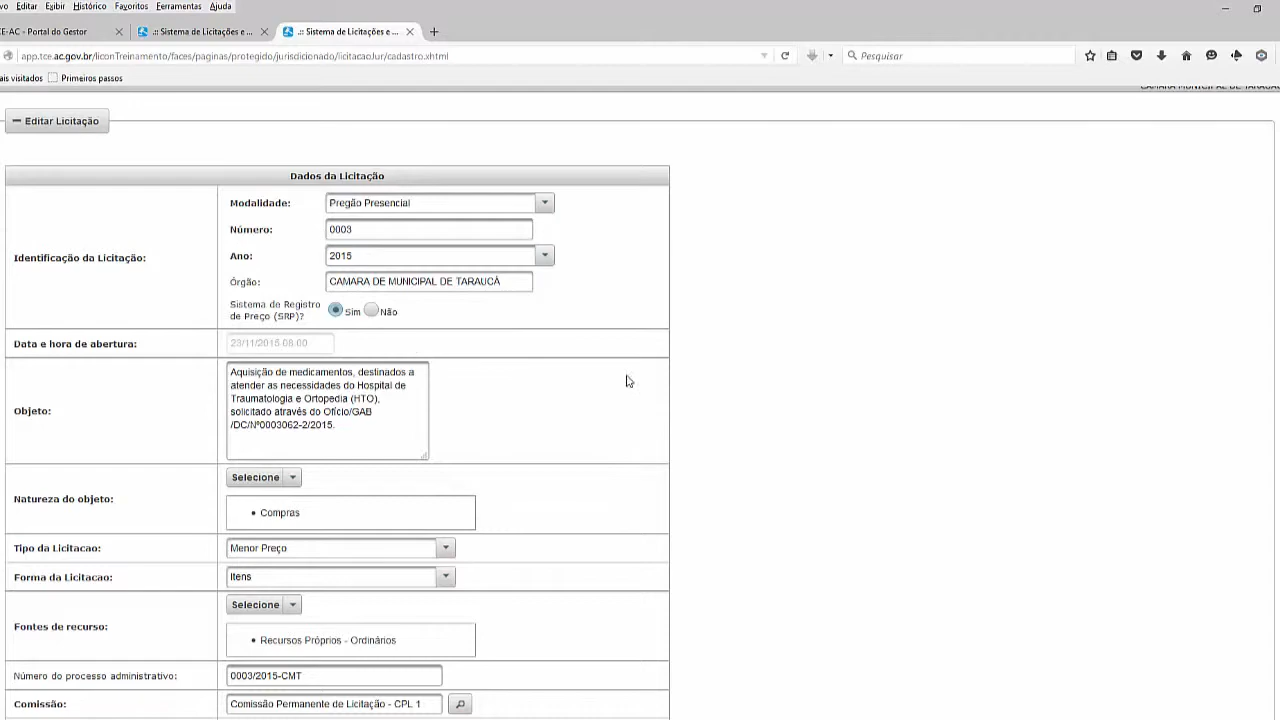 vo Editar Exibir Histórico Favoritos Ferramentas Ajuda
CE-AC - Portal do Gestor × .:: Sistema de Licitações e ... × .:: Sistema de Licitações e ... × +
app.tce.ac.gov.br/liconTreinamento/faces/paginas/protegido/jurisdicionado/licitacaoJur/cadastro.xhtml Pesquisar
ais visitados Primeiros passos
CAMARA MUNICIPAL DE TARAUCA
Editar Licitação
Dados da Licitação
Identificação da Licitação:
Modalidade: Pregão Presencial
Número: 0003
Ano: 2015
Órgão: CAMARA DE MUNICIPAL DE TARAUCÁ
Sistema de Registro
de Preço (SRP)? Sim Não
Data e hora de abertura: 23/11/2015-08:00
Objeto:
Aquisição de medicamentos, destinados a
atender as necessidades do Hospital de
Traumatologia e Ortopedia (HTO),
solicitado através do Ofício/GAB
/DC/Nº0003062-2/2015.
Natureza do objeto:
Selecione
• Compras
Tipo da Licitacao: Menor Preço
Forma da Licitacao: Itens
Fontes de recurso:
Selecione
• Recursos Próprios - Ordinários
Número do processo administrativo: 0003/2015-CMT
Comissão: Comissão Permanente de Licitação - CPL 1